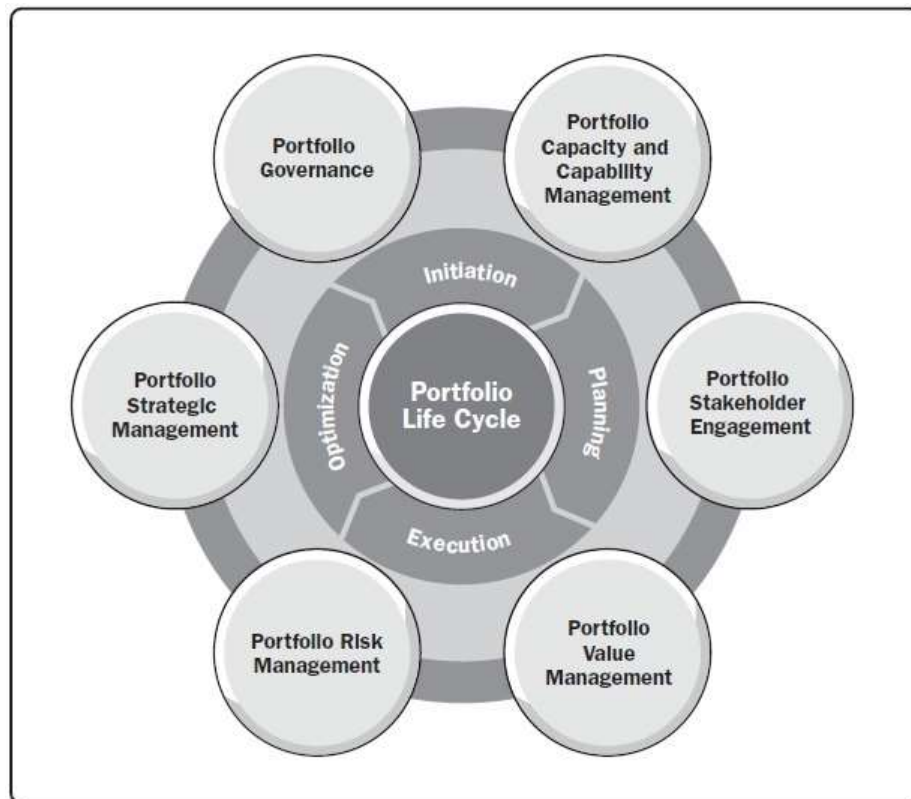 Portfolio
Governance
Portfolio
Capacity and
Capability
Management
Initiation
Portfolio
Strategic
Management
Optimization
Portfolio
Life Cycle
Planning
Portfolio
Stakeholder
Engagement
Execution
Portfolio Risk
Management
Portfolio
Value
Management